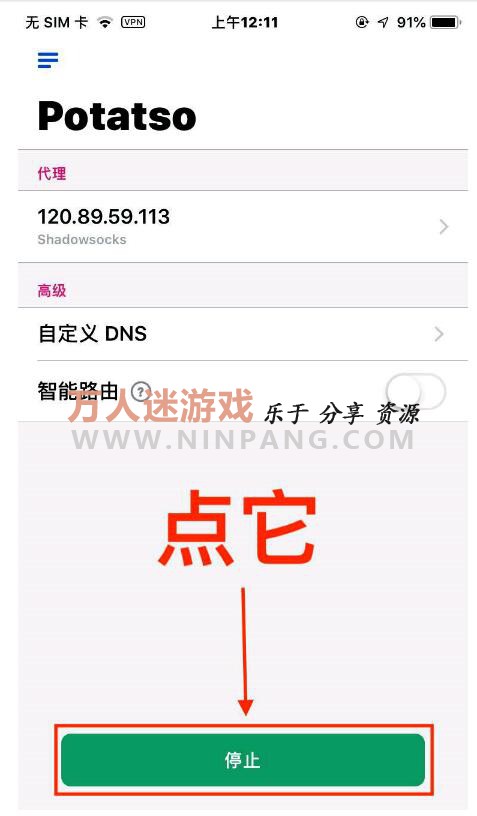 无 SIM 卡 VPN 上午12:11 91%
Potatso
代理
120.89.59.113
Shadowsocks
高级
自定义 DNS
智能路由 ?
万人迷游戏 乐于 分享 资源
WWW.NINPANG.COM
点它
停止